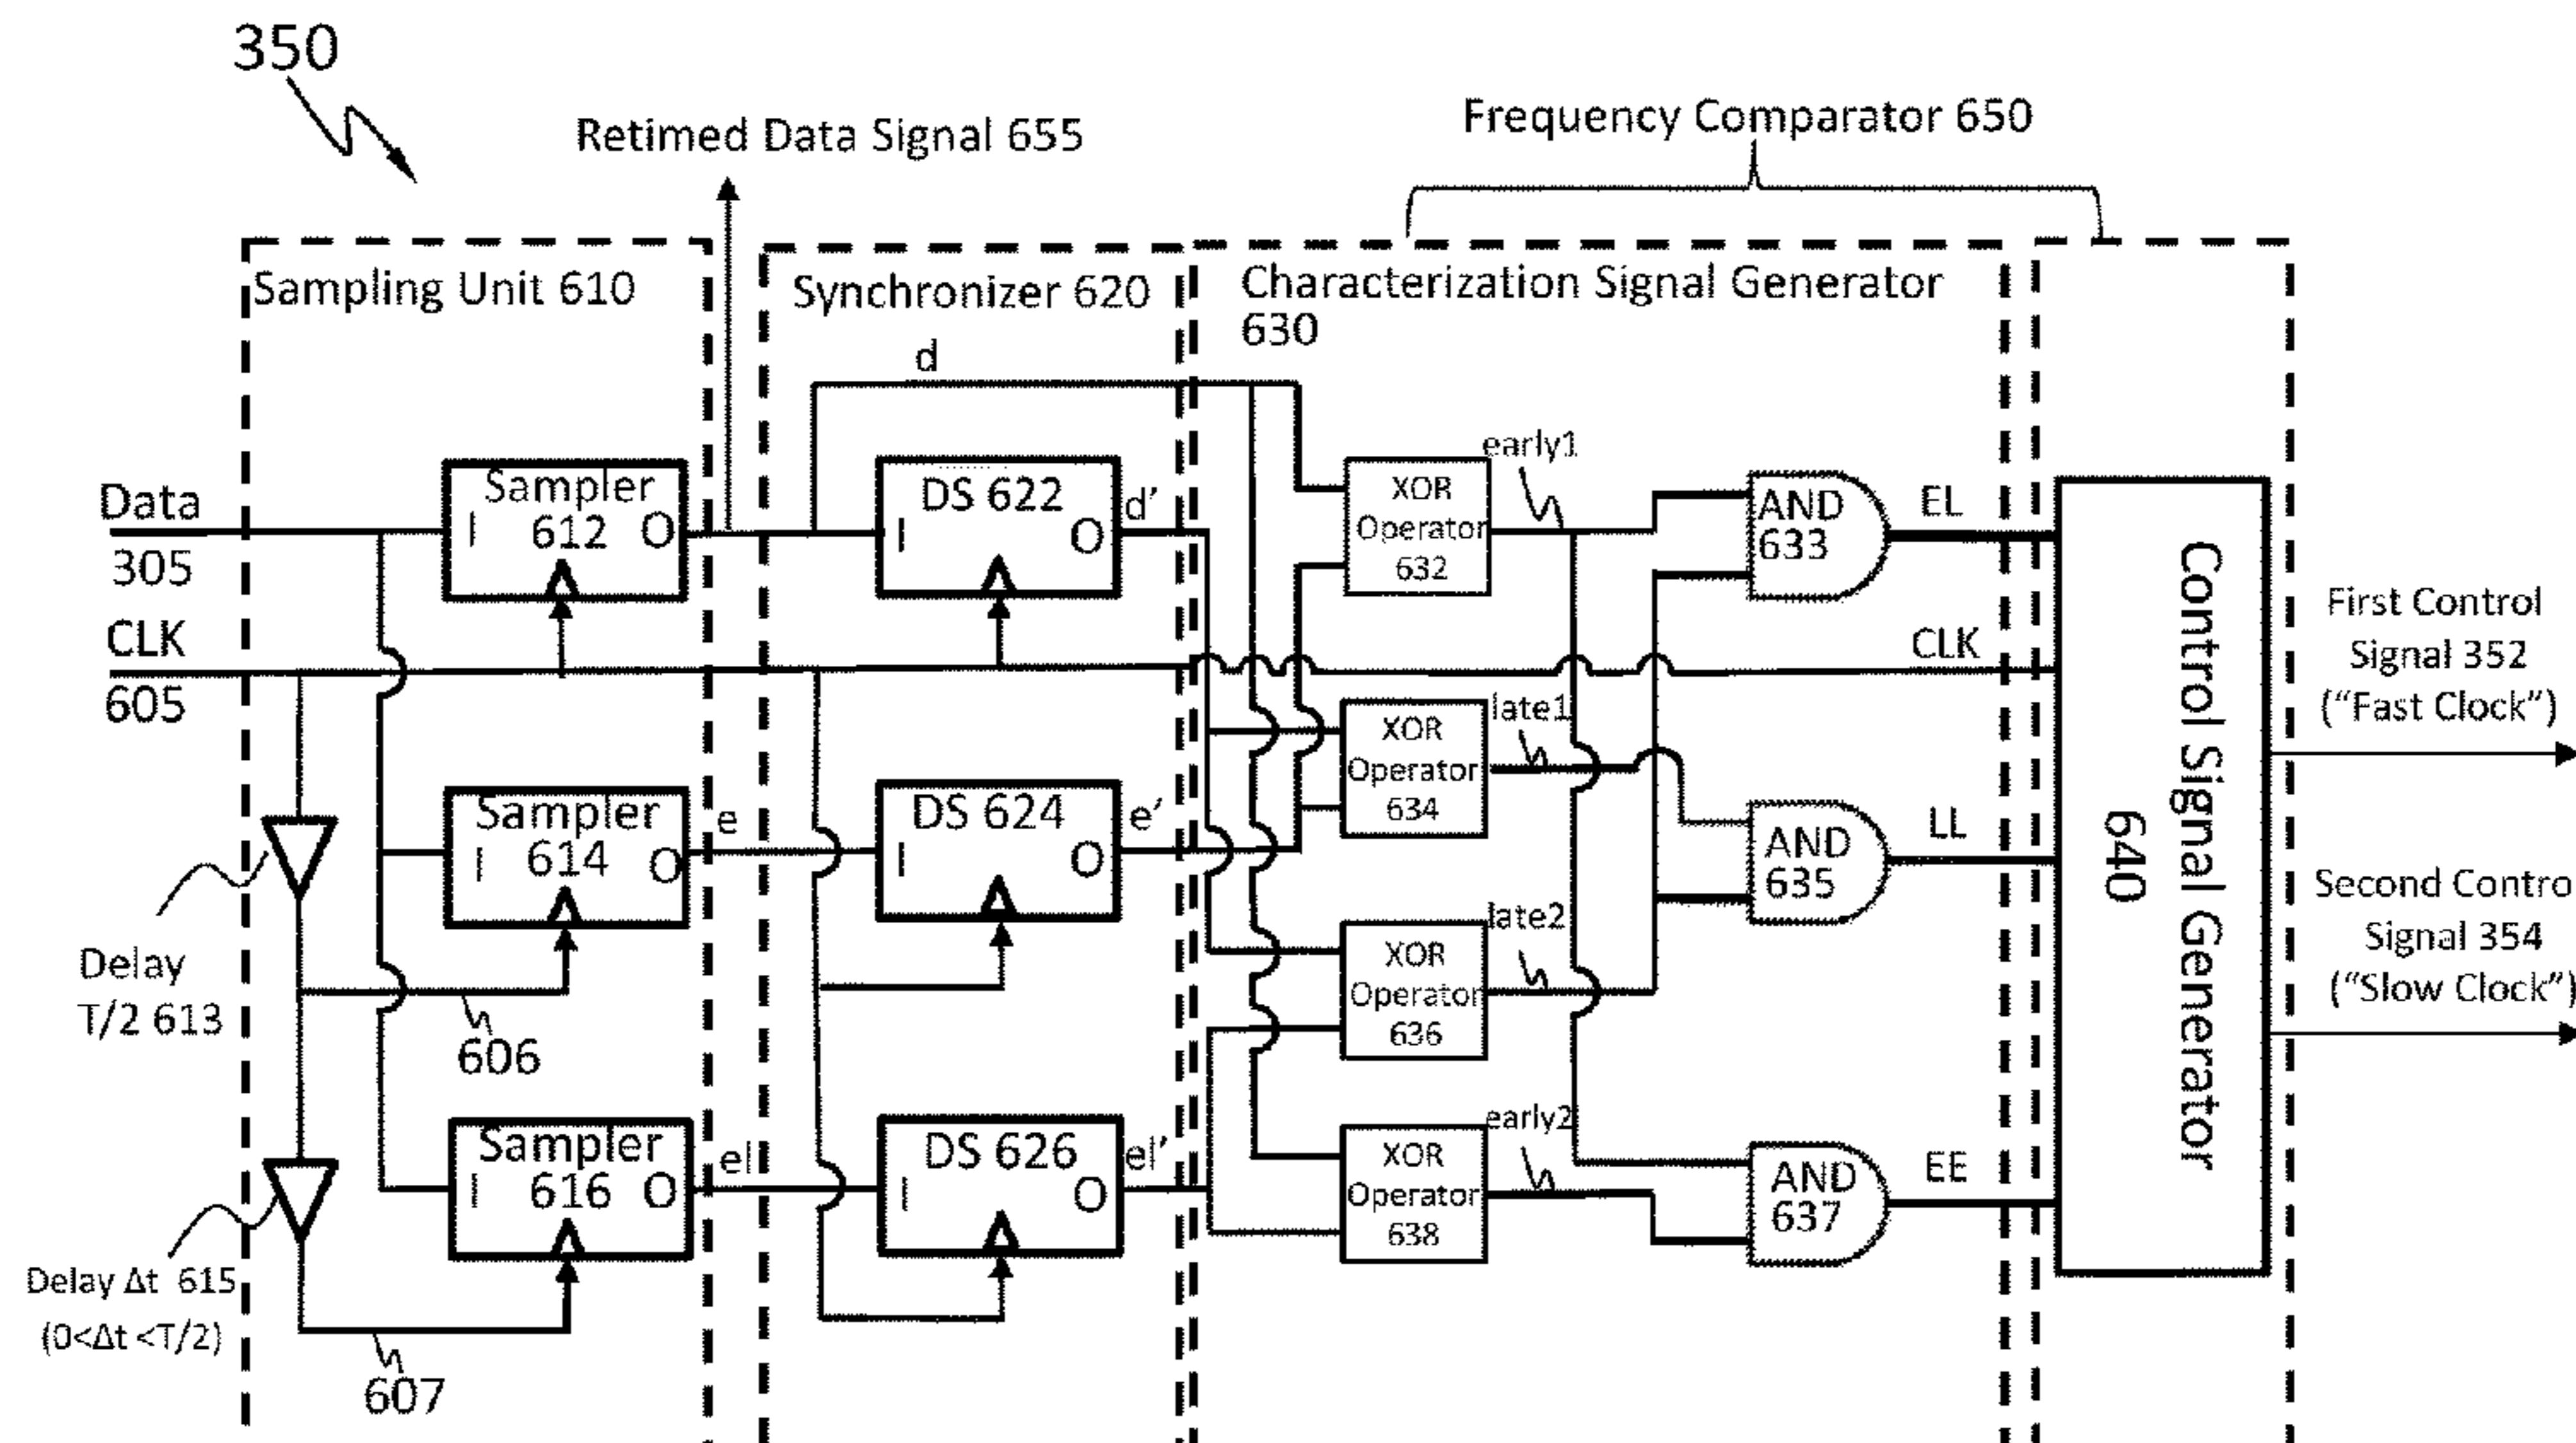 350
Retimed Data Signal 655
Frequency Comparator 650
Sampling Unit 610
Synchronizer 620
Characterization Signal Generator
630
d
Data
305
CLK
605
Sampler
612
I
O
DS 622
I
O
d'
XOR
Operator
632
early1
AND
633
EL
CLK
First Control
Signal 352
("Fast Clock")
XOR
Operator
634
late1
Sampler
614
I
O
e
DS 624
I
O
e'
AND
635
LL
Control Signal Generator
640
Second Contro
Signal 354
("Slow Clock")
Delay
T/2 613
606
XOR
Operator
636
late2
Sampler
616
I
O
el
DS 626
I
O
el'
XOR
Operator
638
early2
AND
637
EE
Delay Δt 615
(0<Δt <T/2)
607